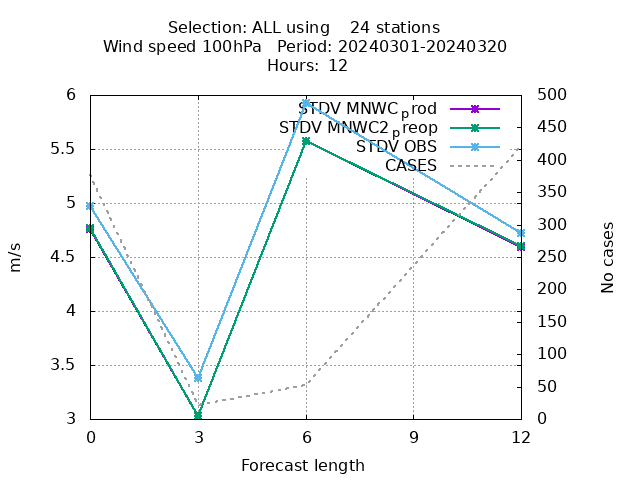 Selection: ALL using    24 stations
Wind speed 100hPa   Period: 20240301-20240320
Hours:  12
STDV MNWC prod
STDV MNWC2 preop
STDV OBS
CASES
6
5.5
5
4.5
4
3.5
3
500
450
400
350
300
250
200
150
100
50
0
m/s
No cases
0 3 6 9 12
Forecast length